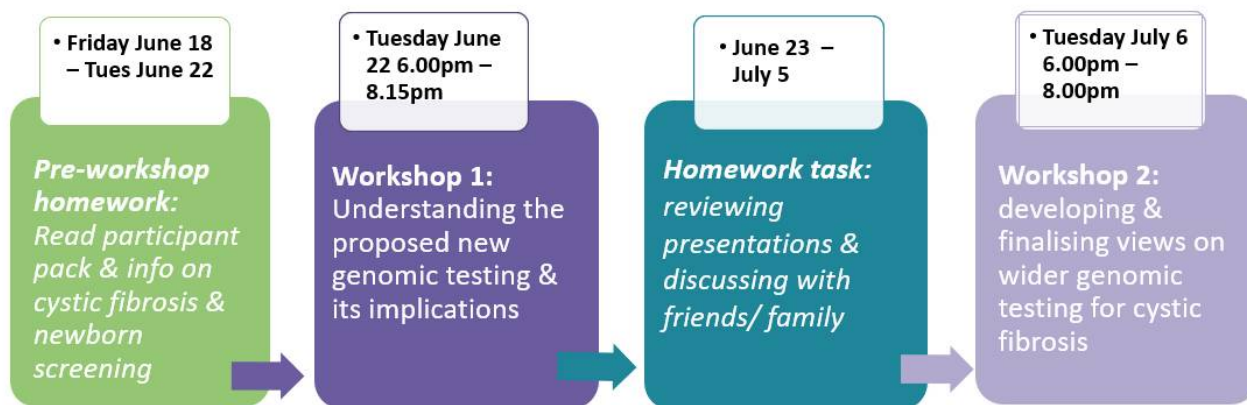 • Friday June 18
– Tues June 22
Pre-workshop
homework:
Read participant
pack & info on
cystic fibrosis &
newborn
screening
• Tuesday June
22 6.00pm –
8.15pm
Workshop 1:
Understanding the
proposed new
genomic testing &
its implications
• June 23 –
July 5
Homework task:
reviewing
presentations &
discussing with
friends/ family
• Tuesday July 6
6.00pm –
8.00pm
Workshop 2:
developing &
finalising views on
wider genomic
testing for cystic
fibrosis